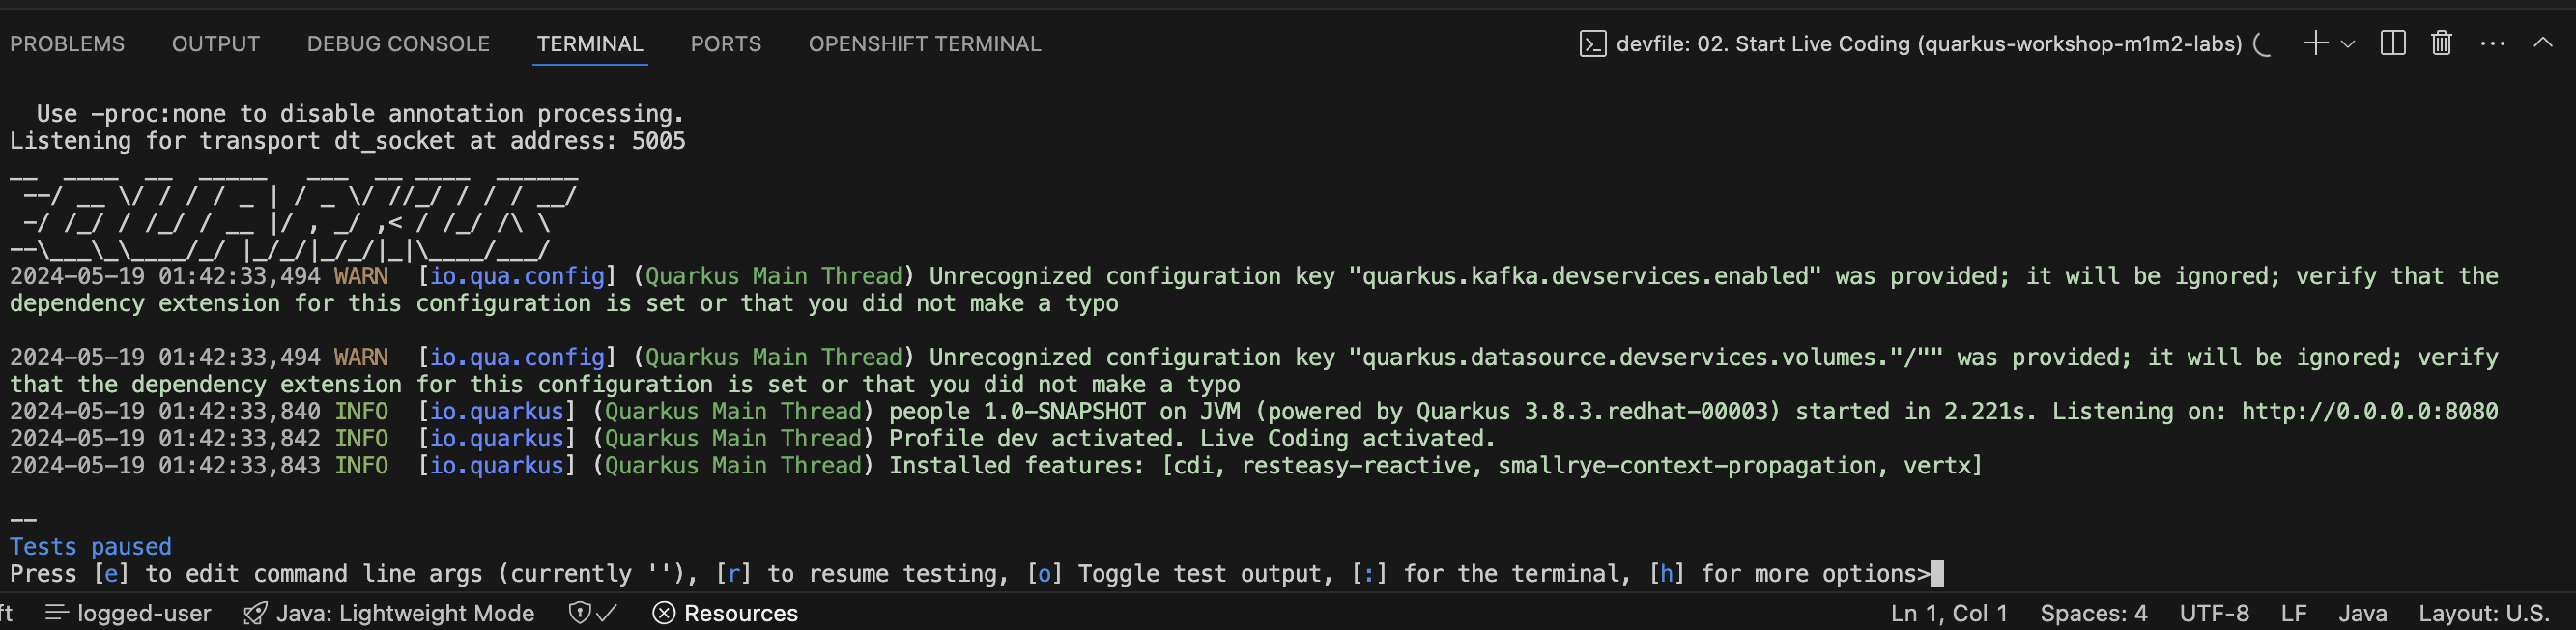 PROBLEMS OUTPUT DEBUG CONSOLE TERMINAL PORTS OPENSHIFT TERMINAL devfile: 02. Start Live Coding (quarkus-workshop-m1m2-labs)
Use -proc:none to disable annotation processing.
Listening for transport dt_socket at address: 5005
__  ____  __  _____   ___  __ ____  ______
 --/ __ \/ / / / _ | / _ \/ //_/ / / / __/
 -/ /_/ / /_/ / __ |/ , _/ ,< / /_/ /\ \
--\___\_\____/_/ |_/_/|_/_/|_|\____/___/
2024-05-19 01:42:33,494 WARN  [io.qua.config] (Quarkus Main Thread) Unrecognized configuration key "quarkus.kafka.devservices.enabled" was provided; it will be ignored; verify that the
dependency extension for this configuration is set or that you did not make a typo
2024-05-19 01:42:33,494 WARN  [io.qua.config] (Quarkus Main Thread) Unrecognized configuration key "quarkus.datasource.devservices.volumes."/"" was provided; it will be ignored; verify
that the dependency extension for this configuration is set or that you did not make a typo
2024-05-19 01:42:33,840 INFO  [io.quarkus] (Quarkus Main Thread) people 1.0-SNAPSHOT on JVM (powered by Quarkus 3.8.3.redhat-00003) started in 2.221s. Listening on: http://0.0.0.0:8080
2024-05-19 01:42:33,842 INFO  [io.quarkus] (Quarkus Main Thread) Profile dev activated. Live Coding activated.
2024-05-19 01:42:33,843 INFO  [io.quarkus] (Quarkus Main Thread) Installed features: [cdi, resteasy-reactive, smallrye-context-propagation, vertx]
--
Tests paused
Press [e] to edit command line args (currently ''), [r] to resume testing, [o] Toggle test output, [:] for the terminal, [h] for more options>
ft logged-user Java: Lightweight Mode Resources Ln 1, Col 1 Spaces: 4 UTF-8 LF Java Layout: U.S.